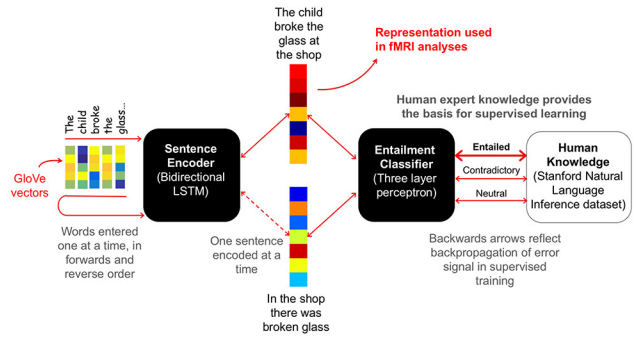 The child
broke the
glass at
the shop
Representation used
in fMRI analyses
Human expert knowledge provides
the basis for supervised learning
The
child
broke
the
glass...
GloVe
vectors
Sentence
Encoder
(Bidirectional
LSTM)
Entailment
Classifier
(Three layer
perceptron)
Entailed
Contradictory
Neutral
Human
Knowledge
(Stanford Natural
Language
Inference dataset)
Words entered
one at a time, in
forwards and
reverse order
One sentence
encoded at a
time
Backwards arrows reflect
backpropagation of error
signal in supervised
training
In the shop
there was
broken glass